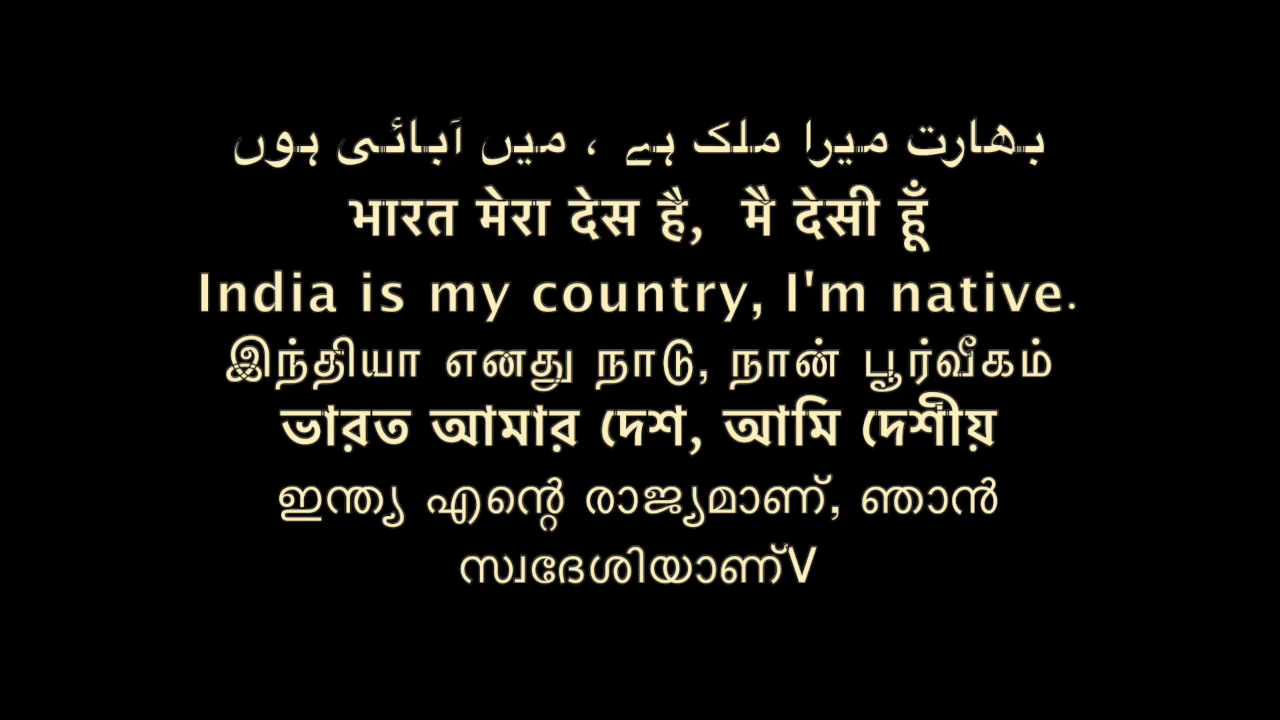 بھارت میرا ملک ہے ، میں آبائی ہوں
भारत मेरा देस है, मै देसी हूँ
India is my country, I'm native.
இந்தியா எனது நாடு, நான் பூர்வீகம்
ভারত আমার দেশ, আমি দেশীয়
ഇന്ത്യ എന്റെ രാജ്യമാണ്, ഞാൻ
സ്വദേശിയാണ്V